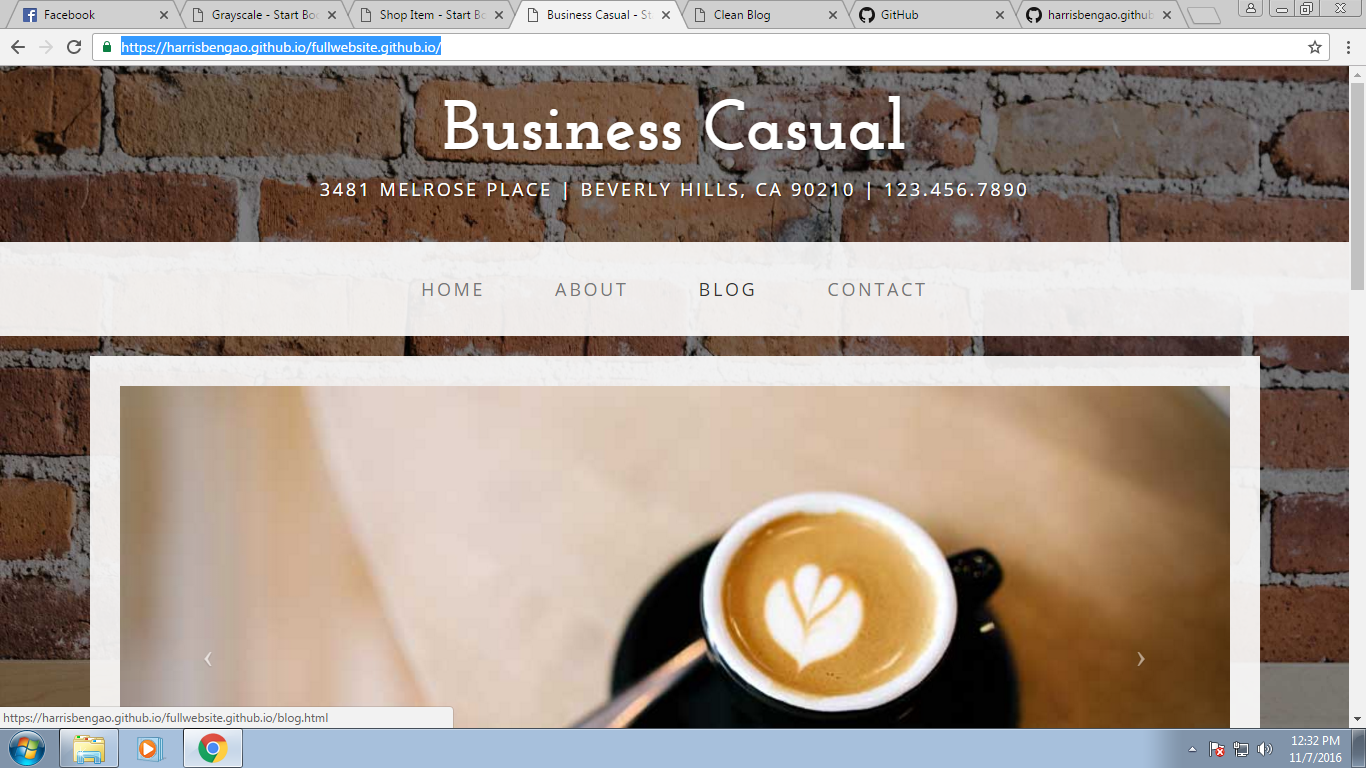 Facebook
Grayscale - Start Boo
Shop Item - Start Bo
Business Casual - St
Clean Blog
GitHub
harrisbengao.github
https://harrisbengao.github.io/fullwebsite.github.io/
Business Casual
3481 MELROSE PLACE | BEVERLY HILLS, CA 90210 | 123.456.7890
HOME ABOUT BLOG CONTACT
https://harrisbengao.github.io/fullwebsite.github.io/blog.html
12:32 PM
11/7/2016